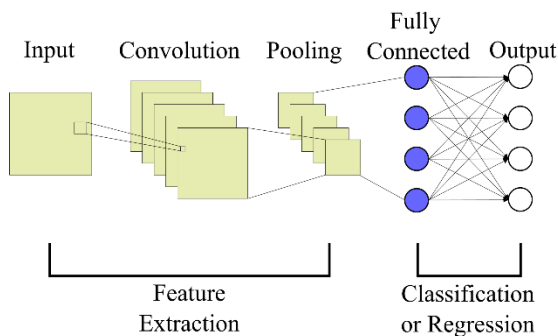 Input
Convolution
Pooling
Fully
Connected
Output
Feature
Extraction
Classification
or Regression